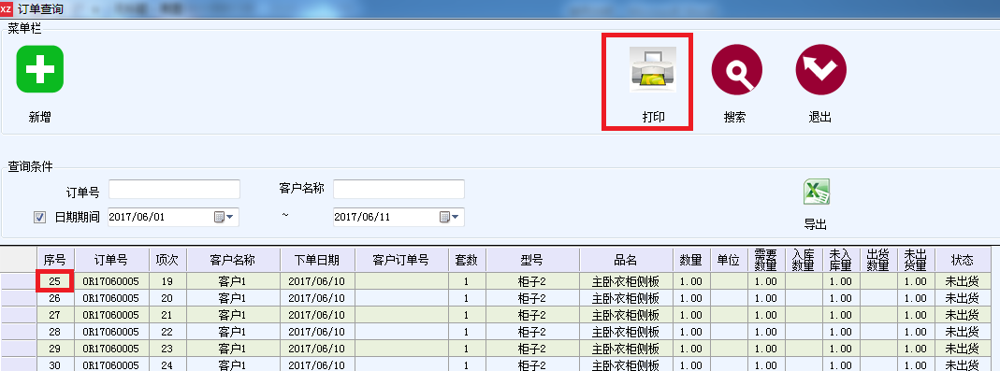 XZ 订单查询
菜单栏
新增 打印 搜索 退出
查询条件
订单号 客户名称
日期期间 2017/06/01 ~ 2017/06/11
导出
序号 订单号 项次 客户名称 下单日期 客户订单号 套数 型号 品名 数量 单位 需要数量 入库数量 未入库量 出货数量 未出货量 状态
25 OR17060005 19 客户1 2017/06/10 1 柜子2 主卧衣柜侧板 1.00 1.00 1.00 1.00 未出货
26 OR17060005 20 客户1 2017/06/10 1 柜子2 主卧衣柜侧板 1.00 1.00 1.00 1.00 未出货
27 OR17060005 21 客户1 2017/06/10 1 柜子2 主卧衣柜侧板 1.00 1.00 1.00 1.00 未出货
28 OR17060005 22 客户1 2017/06/10 1 柜子2 主卧衣柜侧板 1.00 1.00 1.00 1.00 未出货
29 OR17060005 23 客户1 2017/06/10 1 柜子2 主卧衣柜侧板 1.00 1.00 1.00 1.00 未出货
30 OR17060005 24 客户1 2017/06/10 1 柜子2 主卧衣柜侧板 1.00 1.00 1.00 1.00 未出货